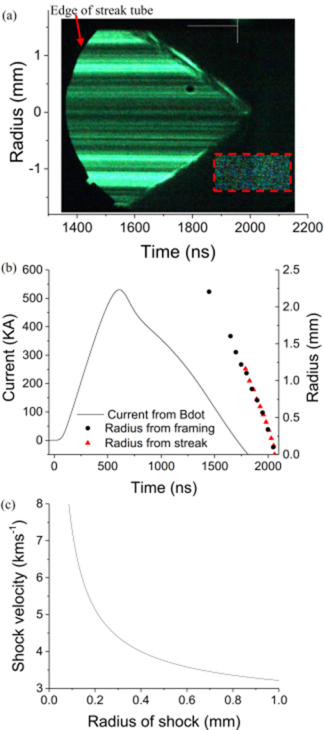 (a)
Edge of streak tube
Radius (mm)
1
0
-1
1400
1600
1800
2000
2200
Time (ns)
(b)
600
500
400
300
200
100
0
Current (KA)
2.5
2.0
1.5
1.0
0.5
0.0
Radius (mm)
Current from Bdot
Radius from framing
Radius from streak
0
500
1000
1500
2000
Time (ns)
(c)
8
7
6
5
4
3
Shock velocity (kms-1)
0.0
0.2
0.4
0.6
0.8
1.0
Radius of shock (mm)